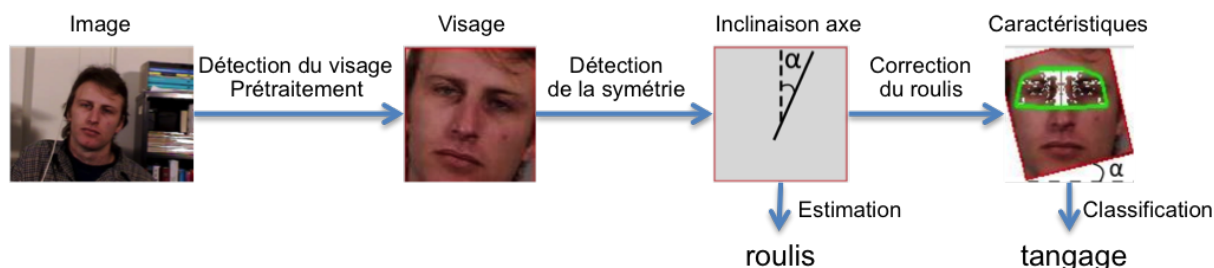 Image
Visage
Inclinaison axe
Caractéristiques
Détection du visage
Prétraitement
Détection
de la symétrie
α
Correction
du roulis
α
Estimation
Classification
roulis
tangage